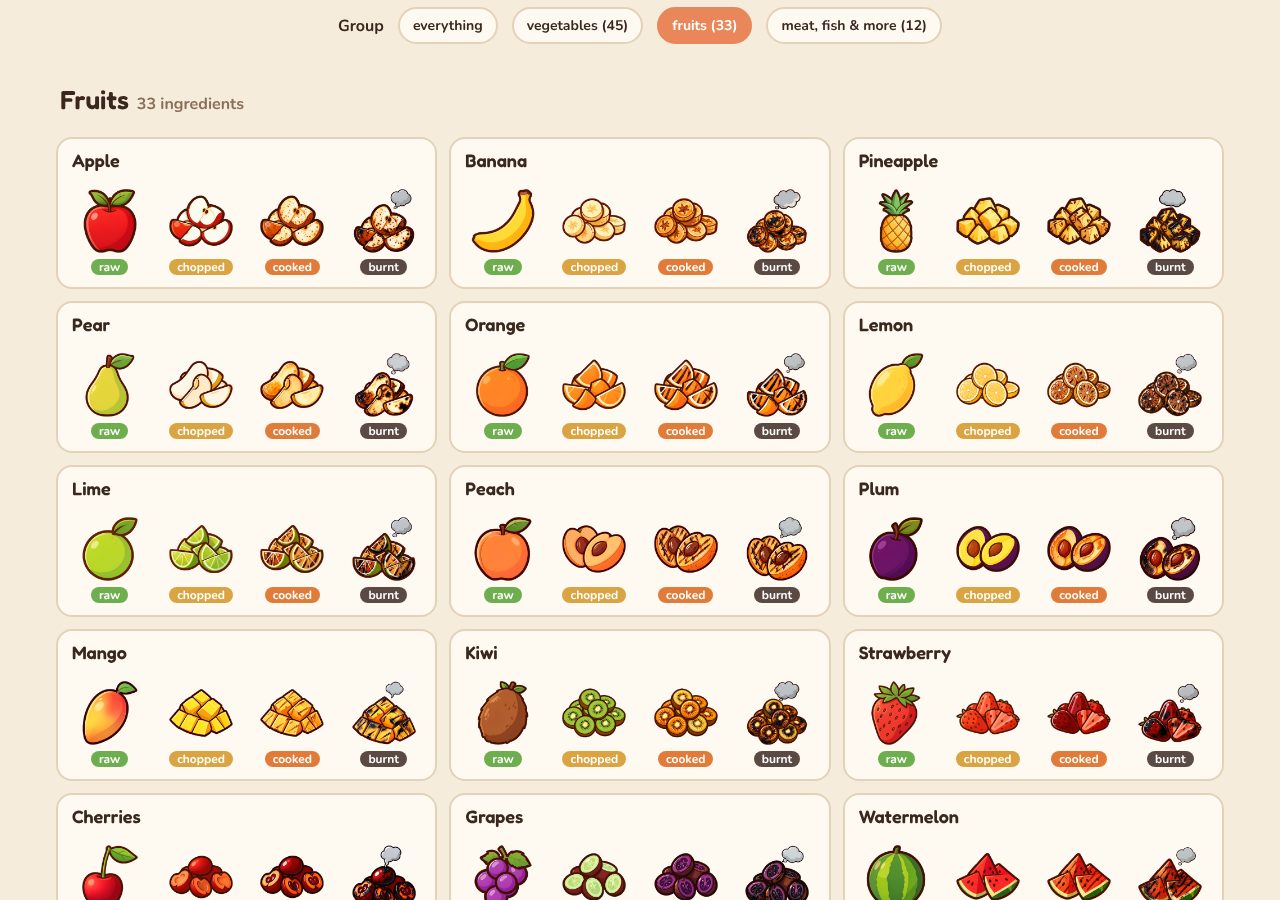 Group everything vegetables (45) fruits (33) meat, fish & more (12)
Fruits 33 ingredients
Apple
raw chopped cooked burnt
Banana
raw chopped cooked burnt
Pineapple
raw chopped cooked burnt
Pear
raw chopped cooked burnt
Orange
raw chopped cooked burnt
Lemon
raw chopped cooked burnt
Lime
raw chopped cooked burnt
Peach
raw chopped cooked burnt
Plum
raw chopped cooked burnt
Mango
raw chopped cooked burnt
Kiwi
raw chopped cooked burnt
Strawberry
raw chopped cooked burnt
Cherries
Grapes
Watermelon